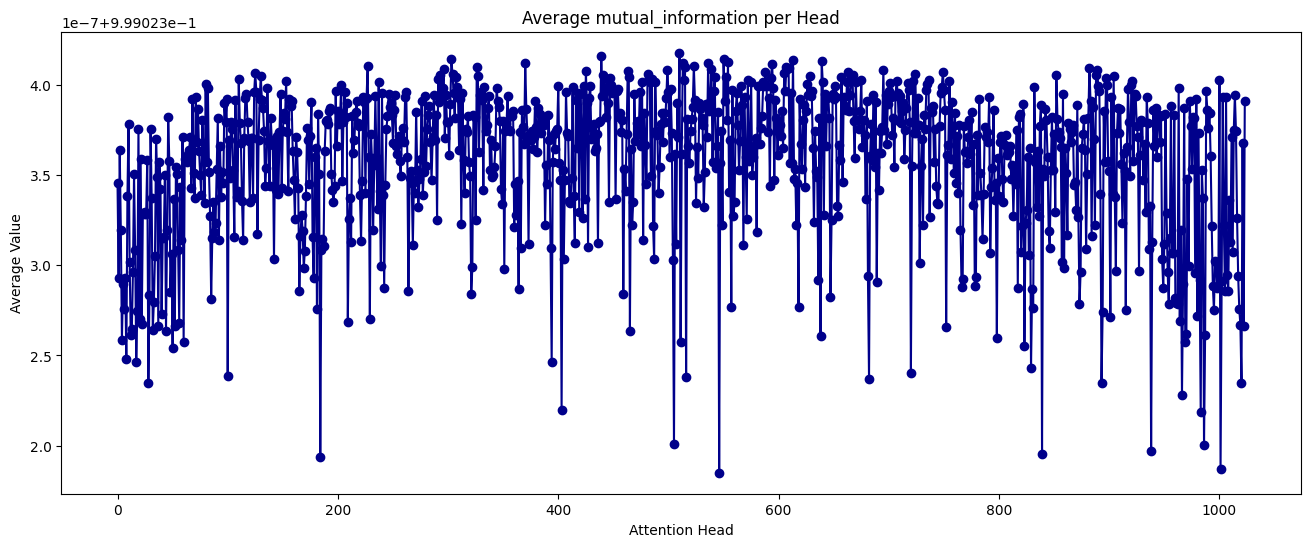 Average mutual_information per Head
1e−7+9.99023e−1
4.0
3.5
3.0
2.5
2.0
Average Value
0 200 400 600 800 1000
Attention Head